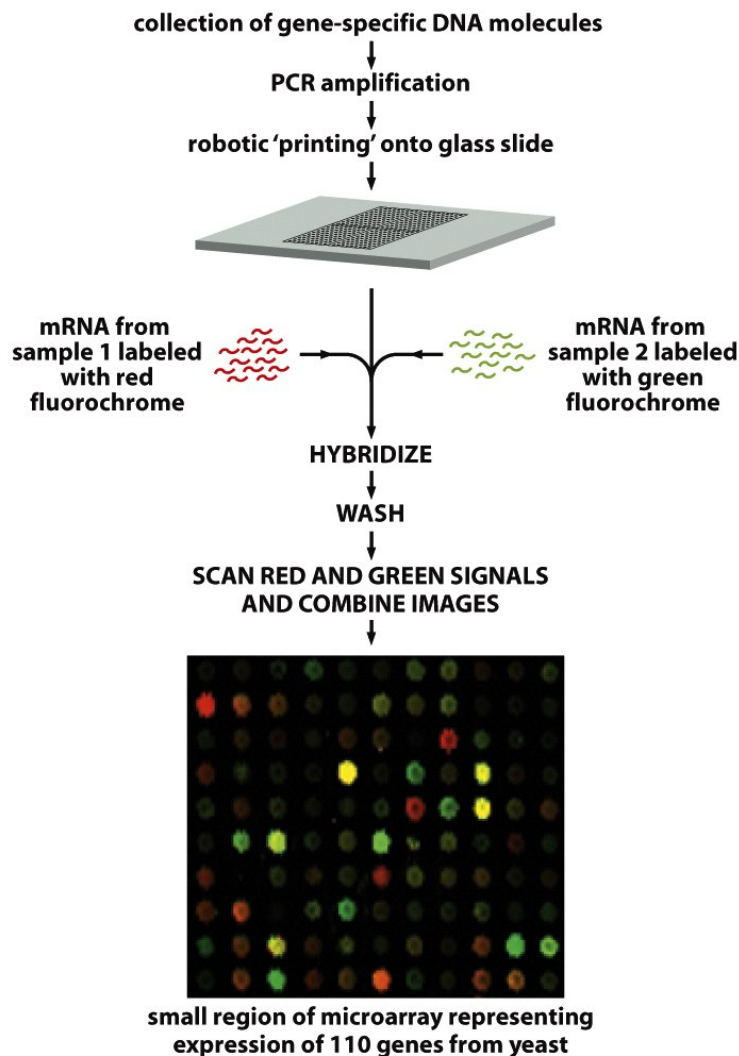 collection of gene-specific DNA molecules
PCR amplification
robotic ‘printing’ onto glass slide
mRNA from
sample 1 labeled
with red
fluorochrome
mRNA from
sample 2 labeled
with green
fluorochrome
HYBRIDIZE
WASH
SCAN RED AND GREEN SIGNALS
AND COMBINE IMAGES
small region of microarray representing
expression of 110 genes from yeast